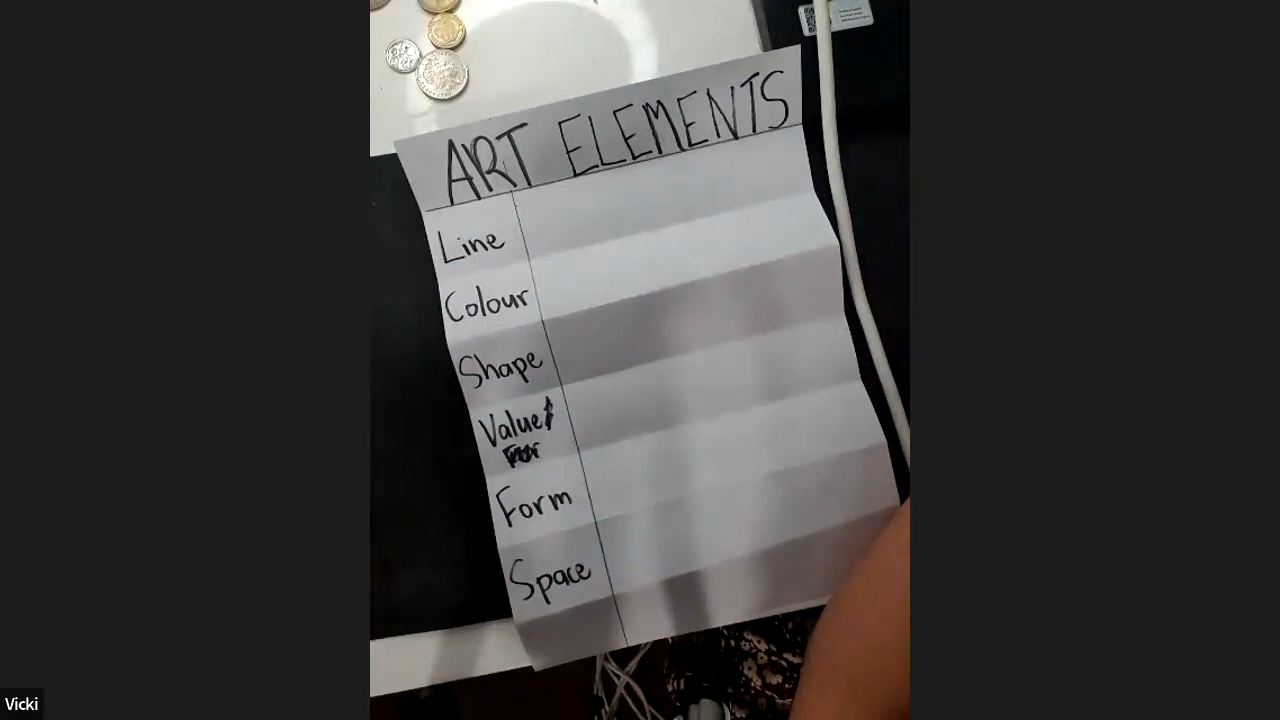 ART ELEMENTS
Line
Colour
Shape
Value
Form
Space
Vicki